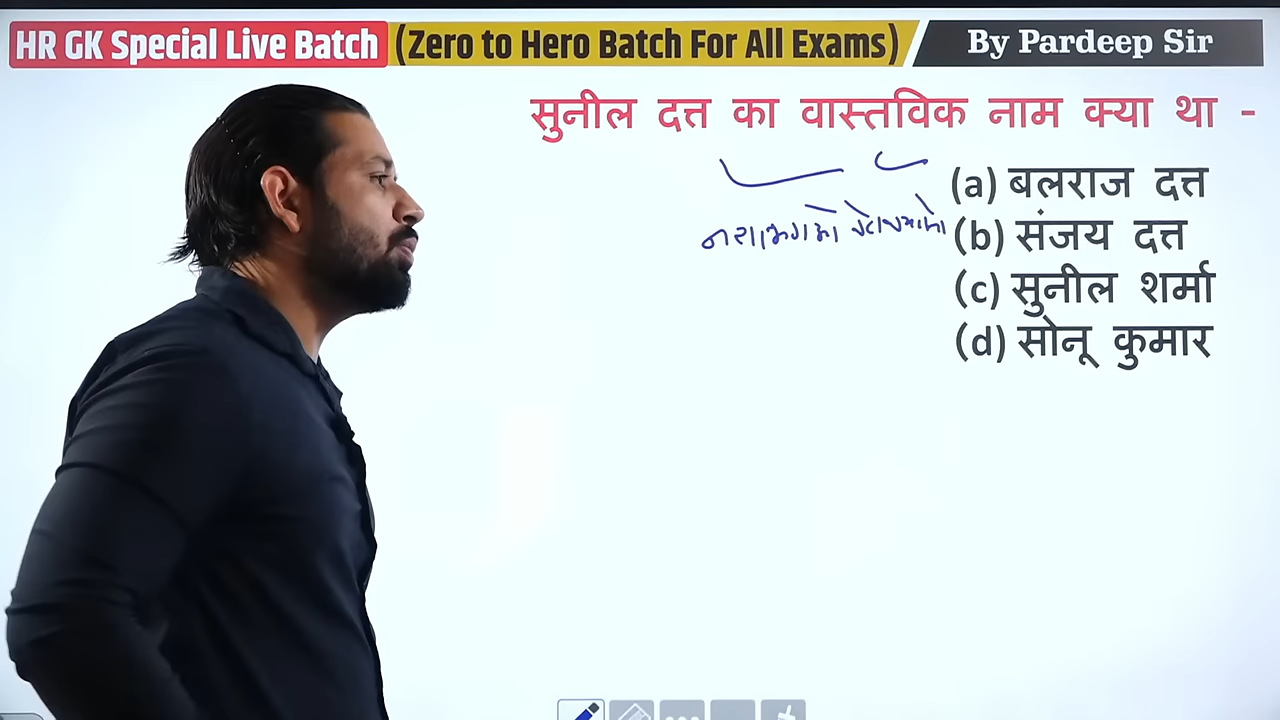 HR GK Special Live Batch (Zero to Hero Batch For All Exams) By Pardeep Sir
सुनील दत्त का वास्तविक नाम क्या था -
(a) बलराज दत्त
(b) संजय दत्त
(c) सुनील शर्मा
(d) सोनू कुमार